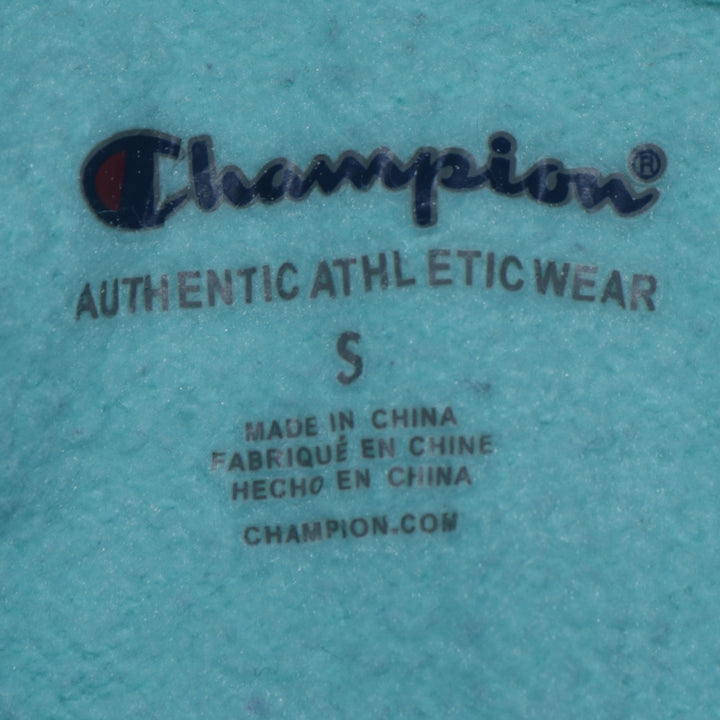 Champion®
AUTHENTIC ATHLETIC WEAR
S
MADE IN CHINA
FABRIQUÉ EN CHINE
HECHO EN CHINA
CHAMPION.COM